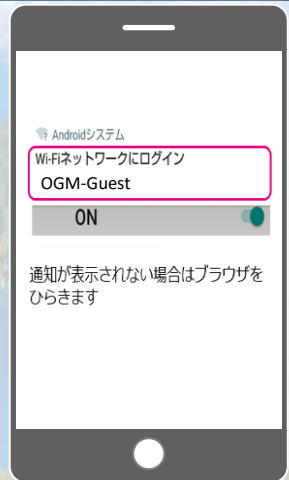 Androidシステム
Wi-Fiネットワークにログイン
OGM-Guest
ON
通知が表示されない場合はブラウザを
ひらきます